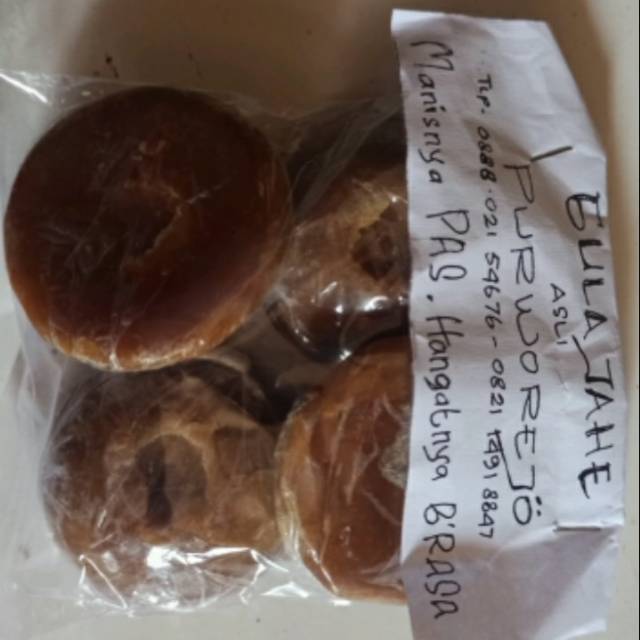 GULA JAHE
ASLI
PURWOREJO
TLP. 0888.021 54676 - 0821 1491 8847
Manisnya PAS. Hangatnya B'RASA